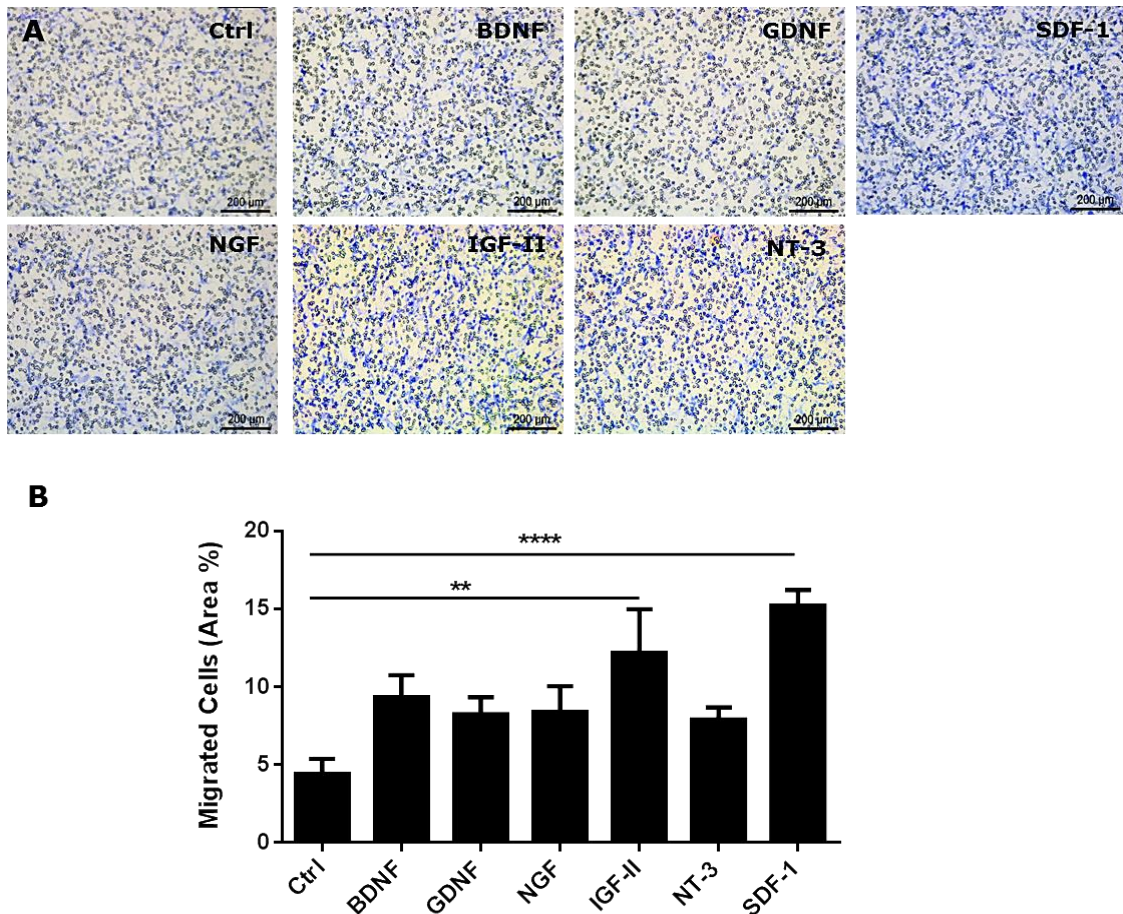 A
Ctrl
BDNF
GDNF
SDF-1
200 µm
200 µm
200 µm
200 µm
NGF
IGF-II
NT-3
200 µm
200 µm
200 µm
B
Migrated Cells (Area %)
20
15
10
5
0
****
**
Ctrl
BDNF
GDNF
NGF
IGF-II
NT-3
SDF-1